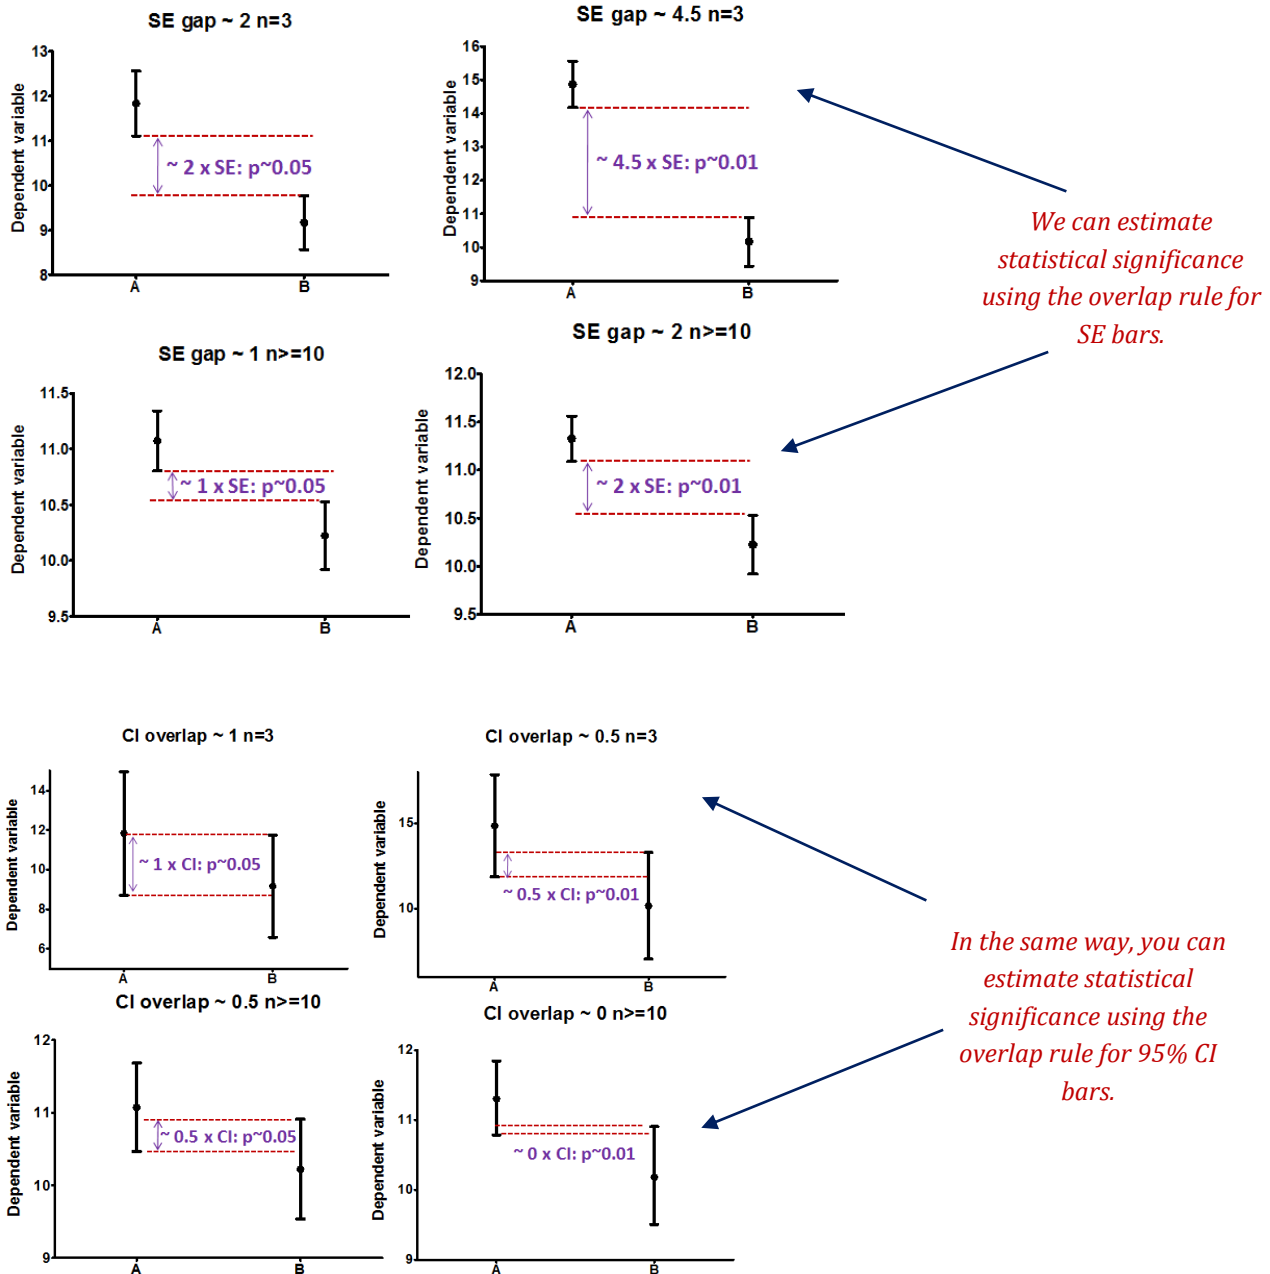 SE gap ~ 2 n=3
13
12
11
10
9
8
Dependent variable
~ 2 x SE: p~0.05
A
B
SE gap ~ 4.5 n=3
16
15
14
13
12
11
10
9
Dependent variable
~ 4.5 x SE: p~0.01
A
B
We can estimate
statistical significance
using the overlap rule for
SE bars.
SE gap ~ 1 n>=10
11.5
11.0
10.5
10.0
9.5
Dependent variable
~ 1 x SE: p~0.05
A
B
SE gap ~ 2 n>=10
12.0
11.5
11.0
10.5
10.0
9.5
Dependent variable
~ 2 x SE: p~0.01
A
B
CI overlap ~ 1 n=3
14
12
10
8
6
Dependent variable
~ 1 x CI: p~0.05
A
B
CI overlap ~ 0.5 n=3
15
10
Dependent variable
~ 0.5 x CI: p~0.01
A
B
In the same way, you can
estimate statistical
significance using the
overlap rule for 95% CI
bars.
CI overlap ~ 0.5 n>=10
12
11
10
9
Dependent variable
~ 0.5 x CI: p~0.05
A
B
CI overlap ~ 0 n>=10
12
11
10
9
Dependent variable
~ 0 x CI: p~0.01
A
B